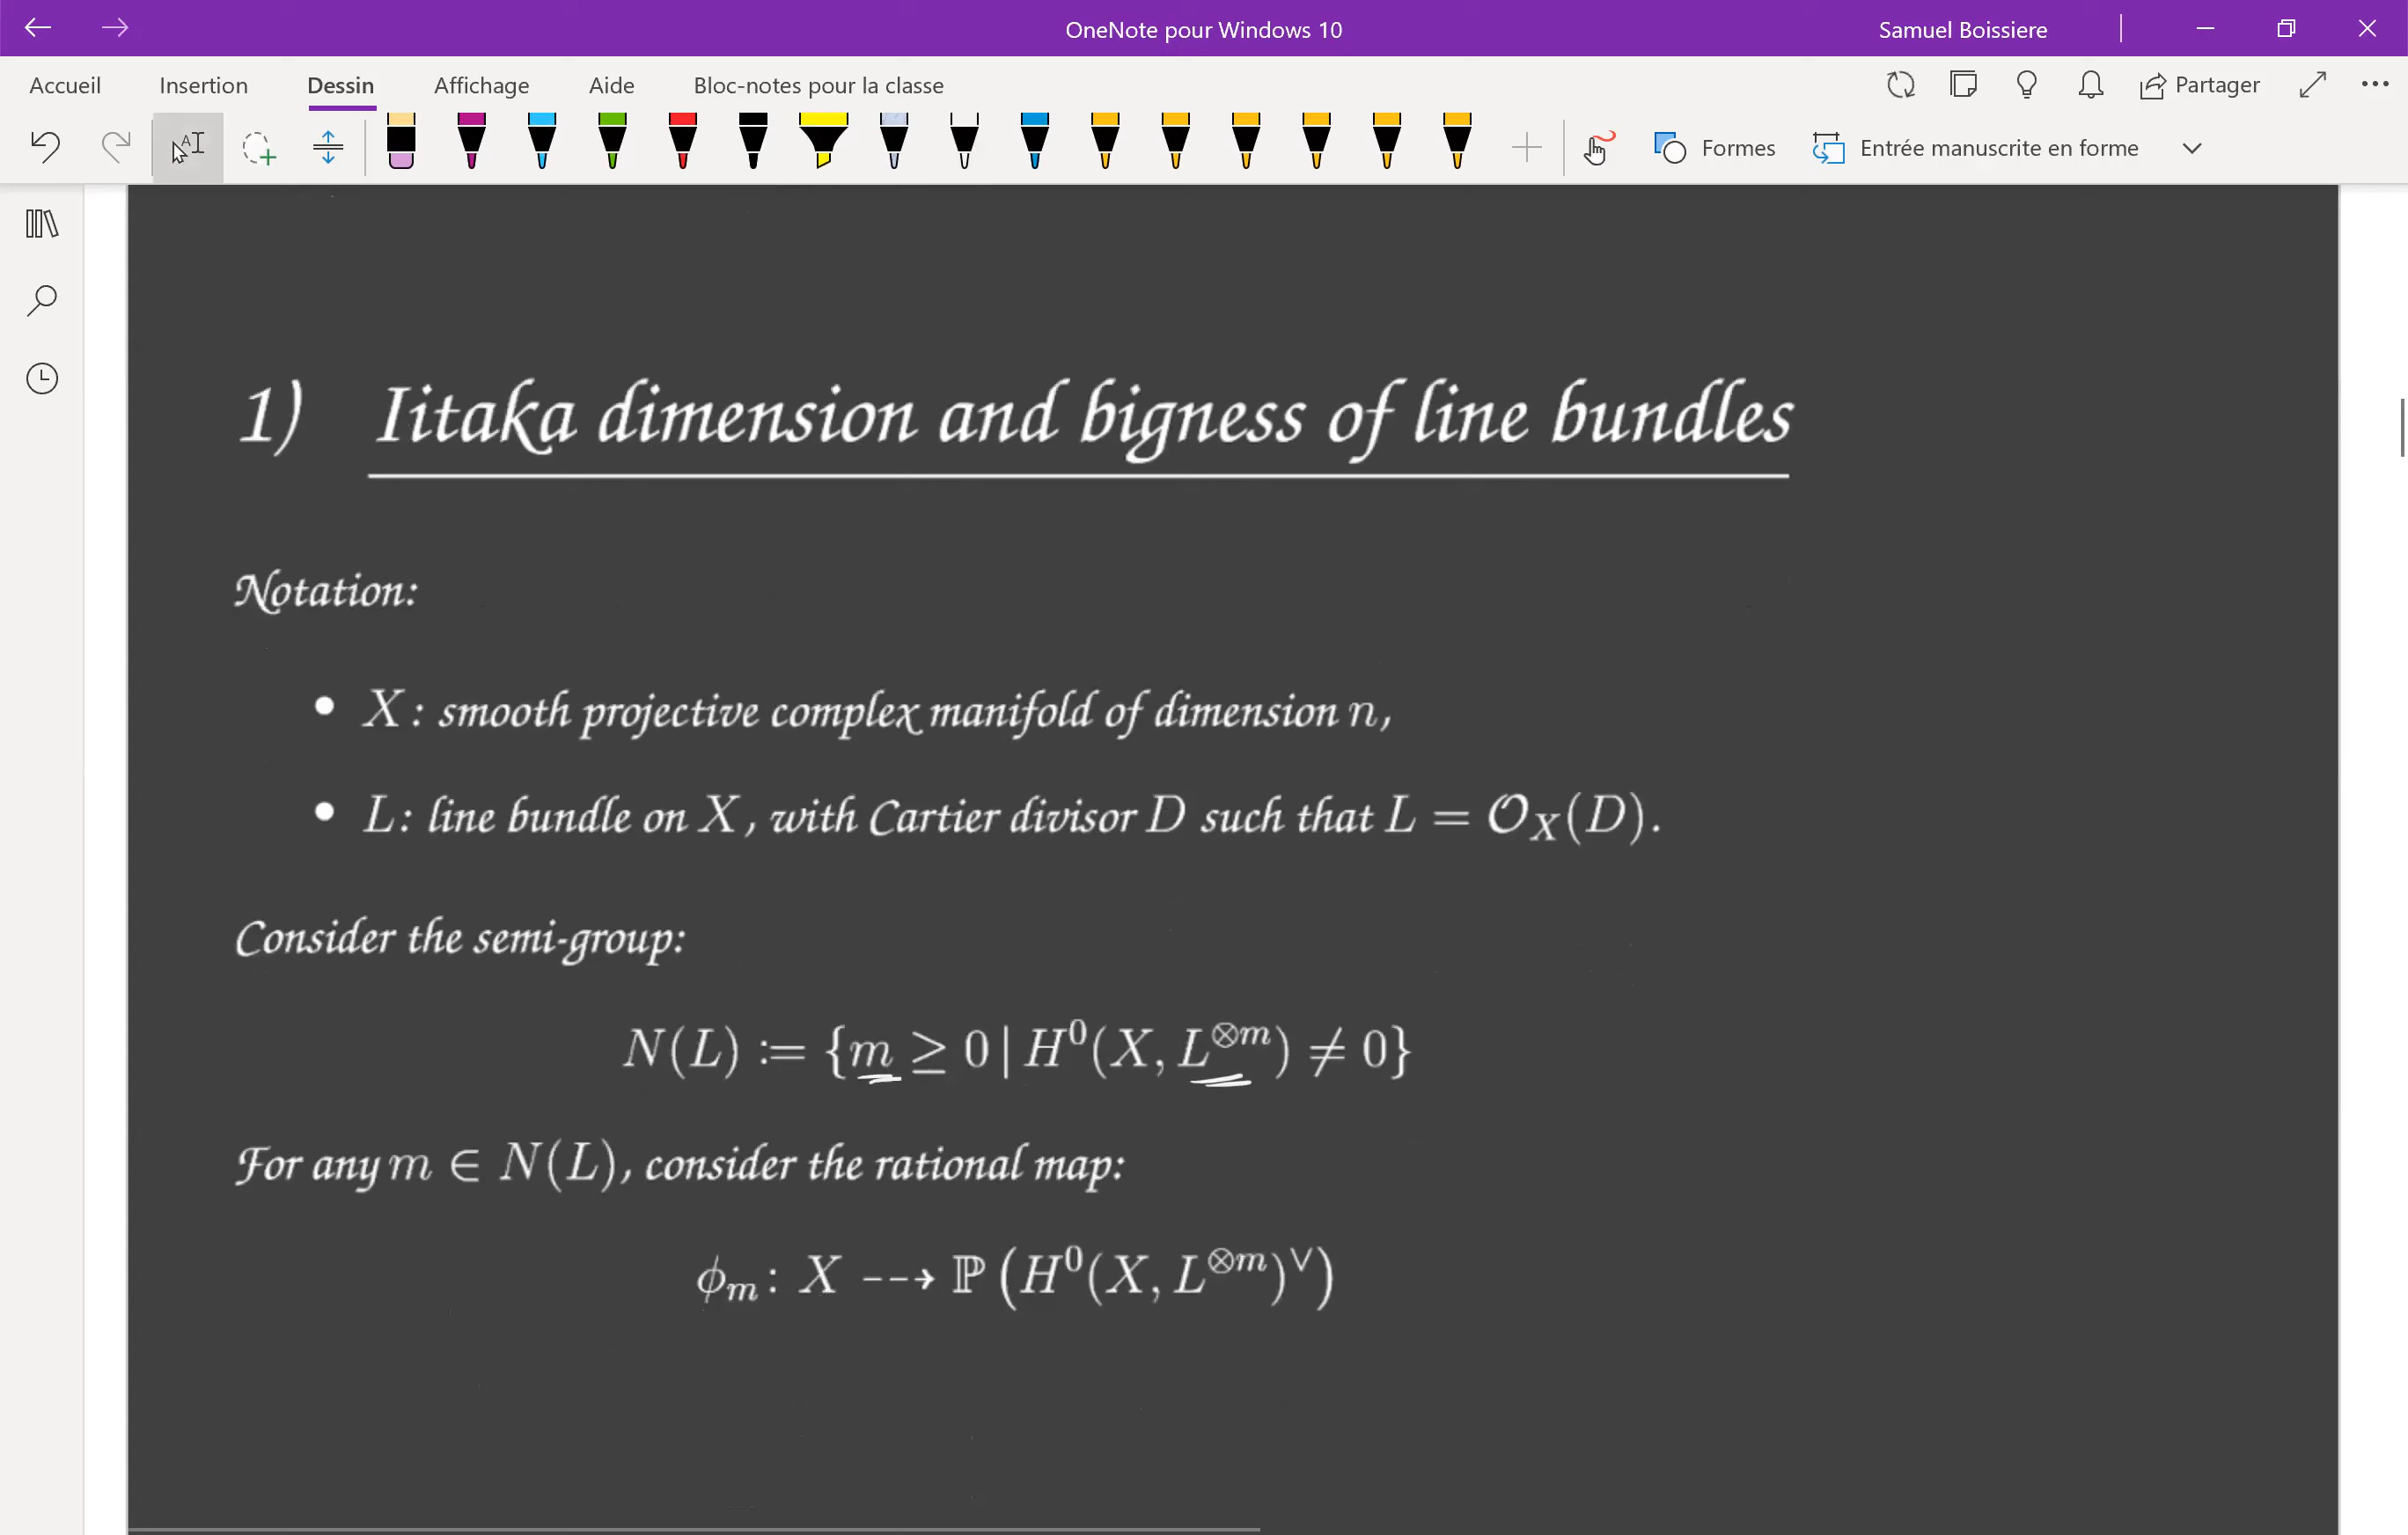 OneNote pour Windows 10
Samuel Boissiere
Accueil Insertion Dessin Affichage Aide Bloc-notes pour la classe
Partager
Formes Entrée manuscrite en forme
1) Iitaka dimension and bigness of line bundles
Notation:
• X : smooth projective complex manifold of dimension n,
• L: line bundle on X, with Cartier divisor D such that L = 𝒪_X(D).
Consider the semi-group:
N(L) := {m ≥ 0 | H⁰(X, L^{⊗m}) ≠ 0}
For any m ∈ N(L), consider the rational map:
ϕ_m : X ⇢ ℙ(H⁰(X, L^{⊗m})^∨)